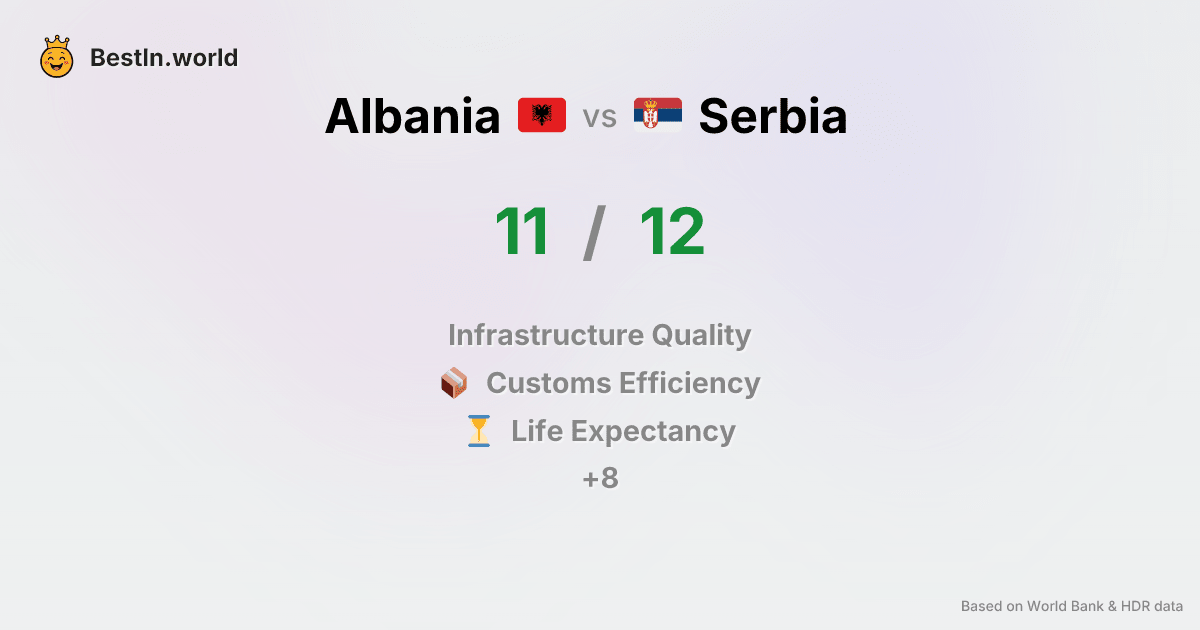 BestIn.world
Albania vs Serbia
11 / 12
Infrastructure Quality
Customs Efficiency
Life Expectancy
+8
Based on World Bank & HDR data